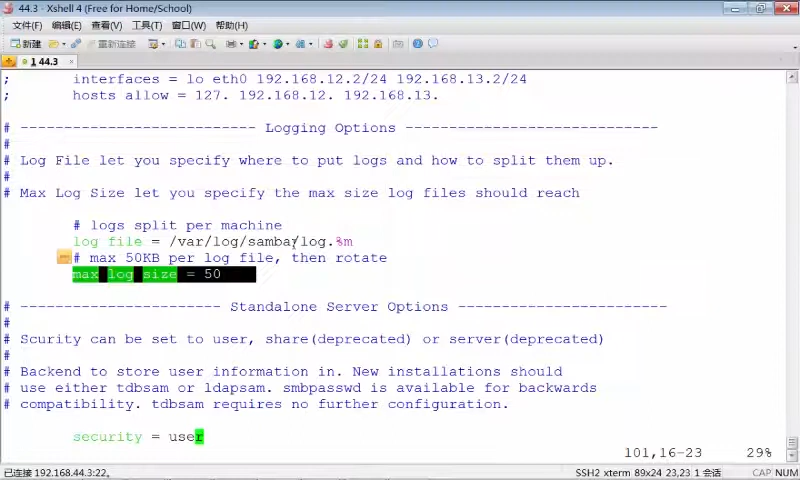 44.3 - Xshell 4 (Free for Home/School)
文件(F) 编辑(E) 查看(V) 工具(T) 窗口(W) 帮助(H)
新建 重新连接
1 44.3
; interfaces = lo eth0 192.168.12.2/24 192.168.13.2/24
; hosts allow = 127. 192.168.12. 192.168.13.
# --------------------------- Logging Options -----------------------------
#
# Log File let you specify where to put logs and how to split them up.
#
# Max Log Size let you specify the max size log files should reach
# logs split per machine
log file = /var/log/samba/log.%m
# max 50KB per log file, then rotate
max log size = 50
# ----------------------- Standalone Server Options ------------------------
#
# Scurity can be set to user, share(deprecated) or server(deprecated)
#
# Backend to store user information in. New installations should
# use either tdbsam or ldapsam. smbpasswd is available for backwards
# compatibility. tdbsam requires no further configuration.
security = user
101,16-23 29%
已连接 192.168.44.3:22。 SSH2 xterm 89x24 23,23 1 会话 CAP NUM